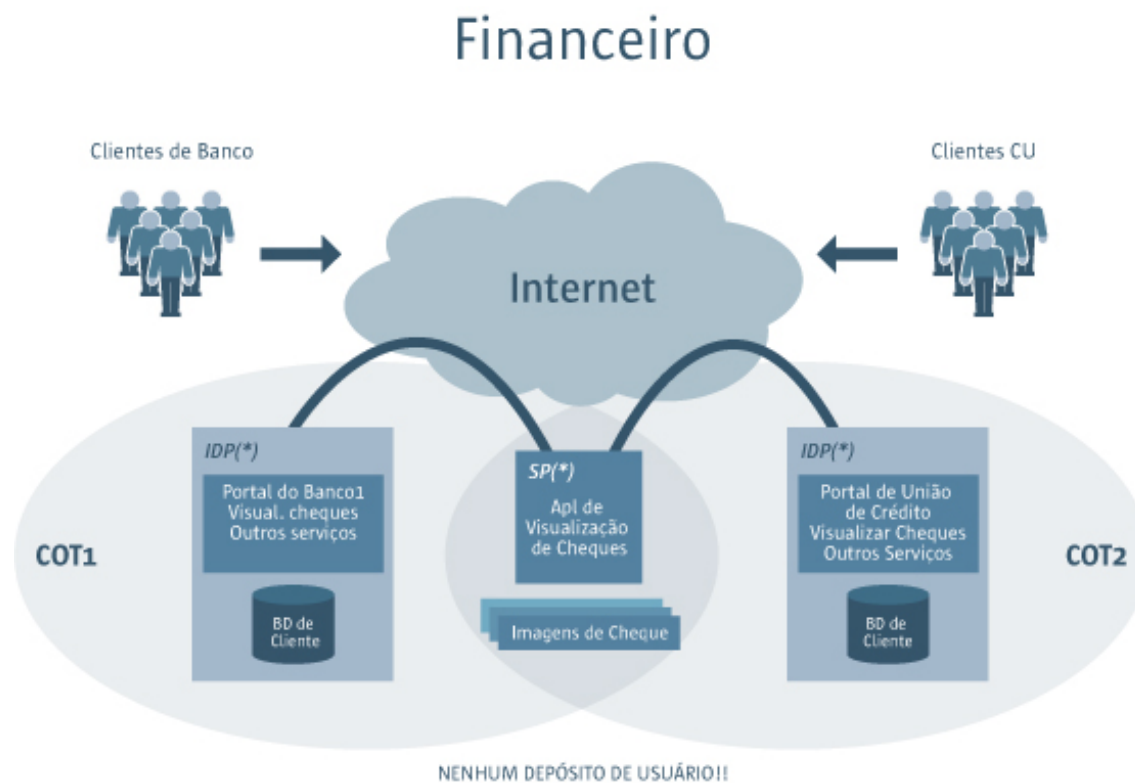 Financeiro
Clientes de Banco
Clientes CU
Internet
COT1
IDP(*)
Portal do Banco1
Visual. cheques
Outros serviços
BD de
Cliente
SP(*)
Apl de
Visualização
de Cheques
Imagens de Cheque
IDP(*)
Portal de União
de Crédito
Visualizar Cheques
Outros Serviços
BD de
Cliente
COT2
NENHUM DEPÓSITO DE USUÁRIO!!